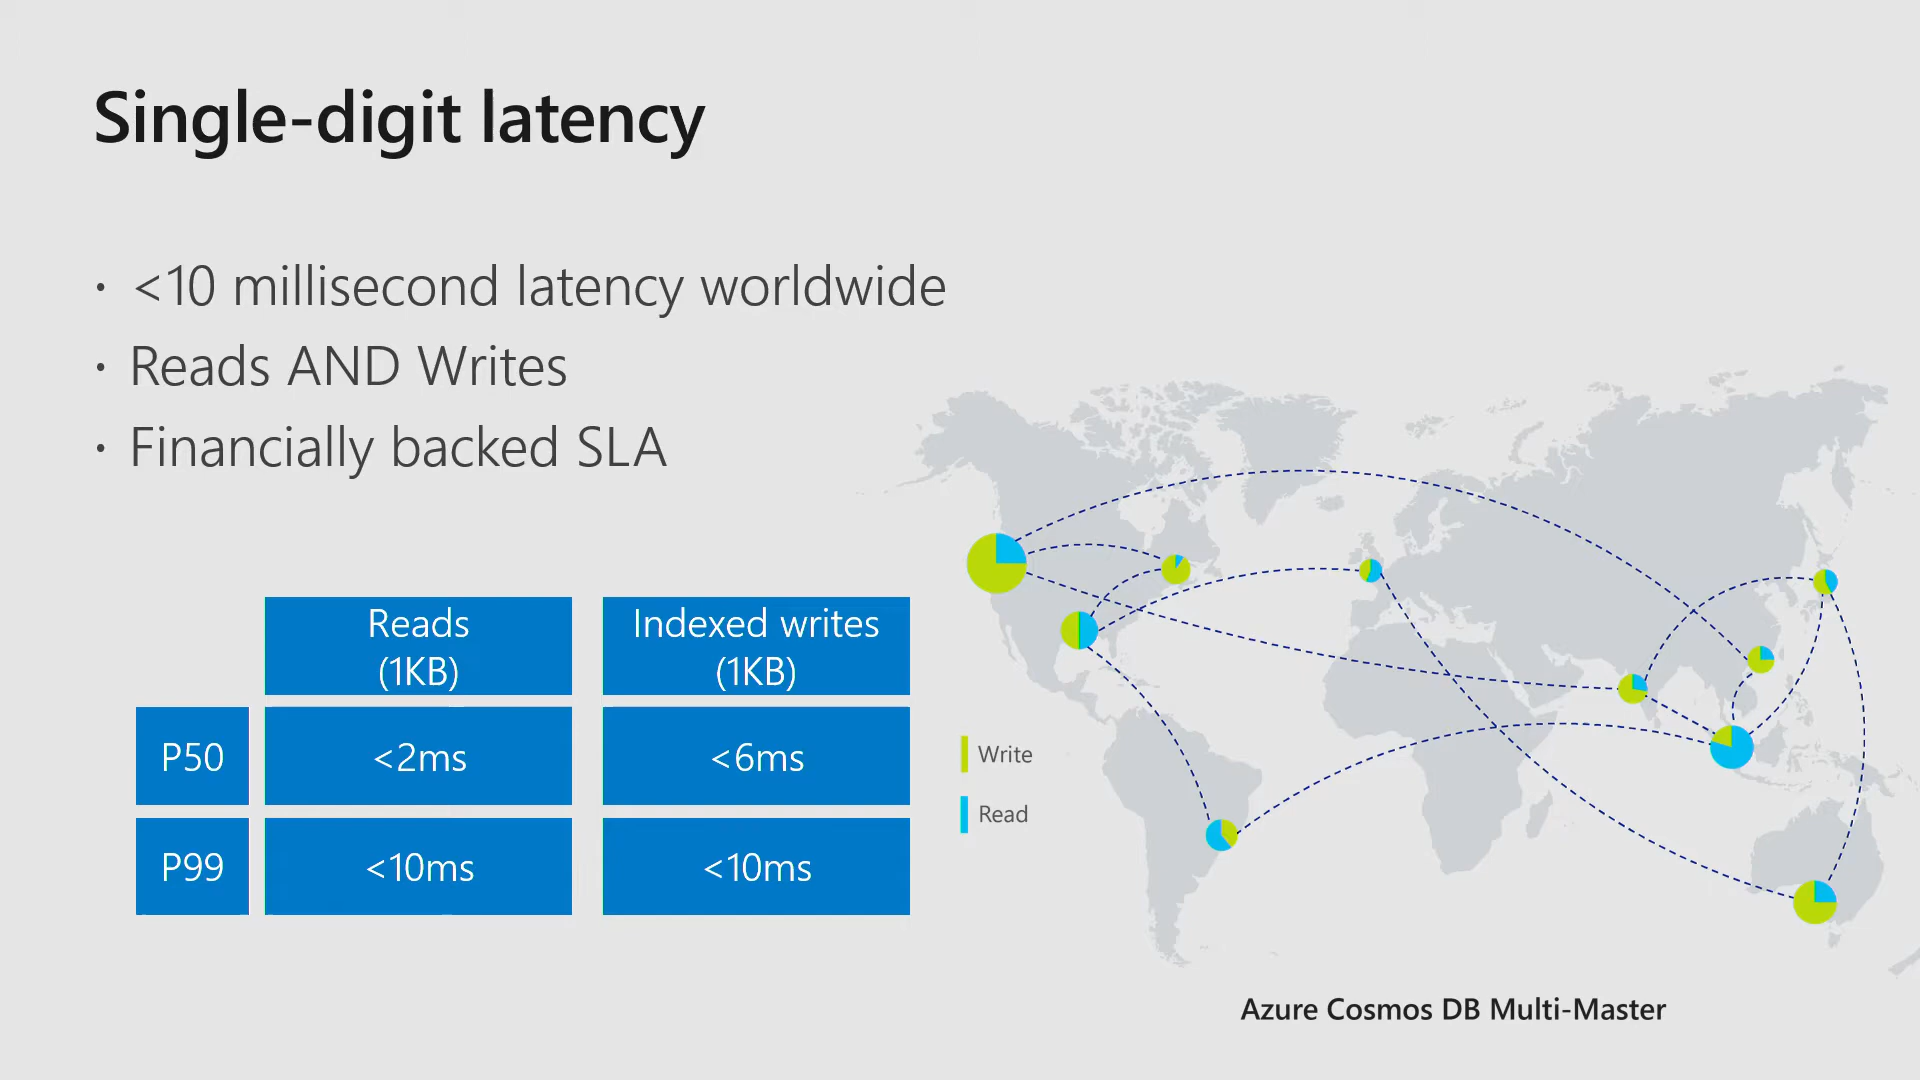 Single-digit latency
· <10 millisecond latency worldwide
· Reads AND Writes
· Financially backed SLA
Reads
(1KB)
Indexed writes
(1KB)
P50
<2ms
<6ms
P99
<10ms
<10ms
Write
Read
Azure Cosmos DB Multi-Master